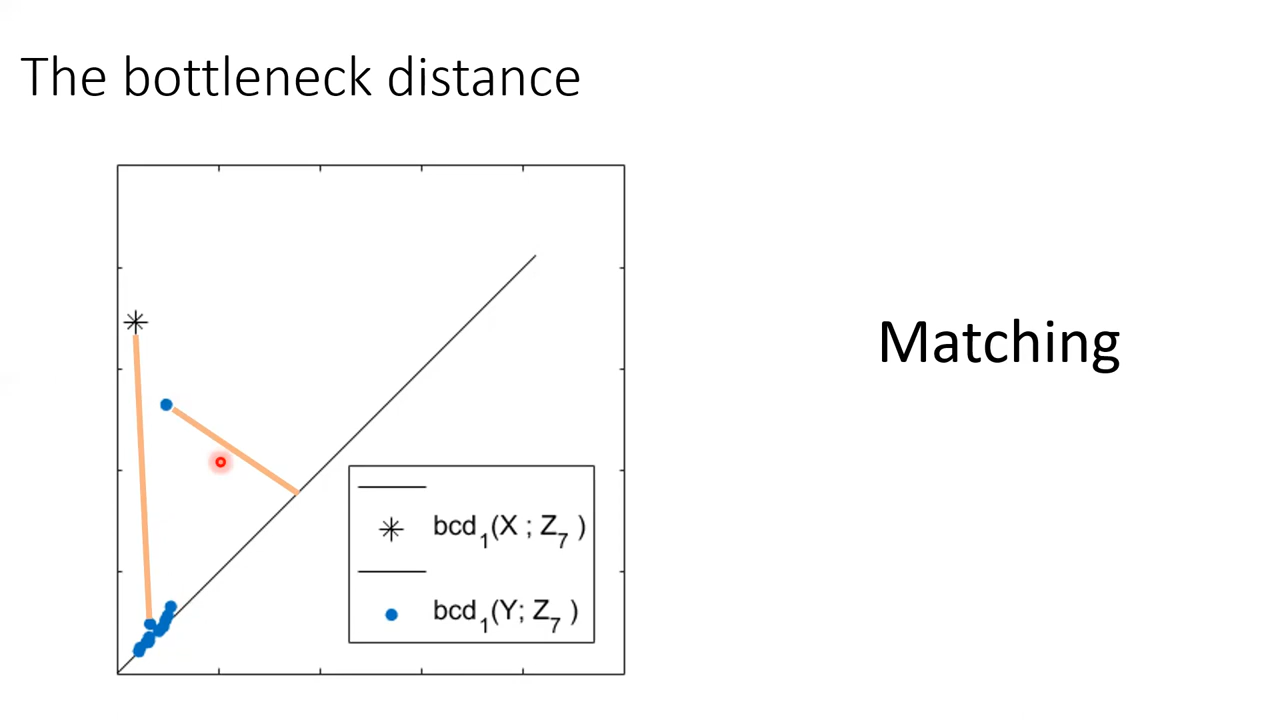 The bottleneck distance
Matching
bcd1(X ; Z7 )
bcd1(Y; Z7 )